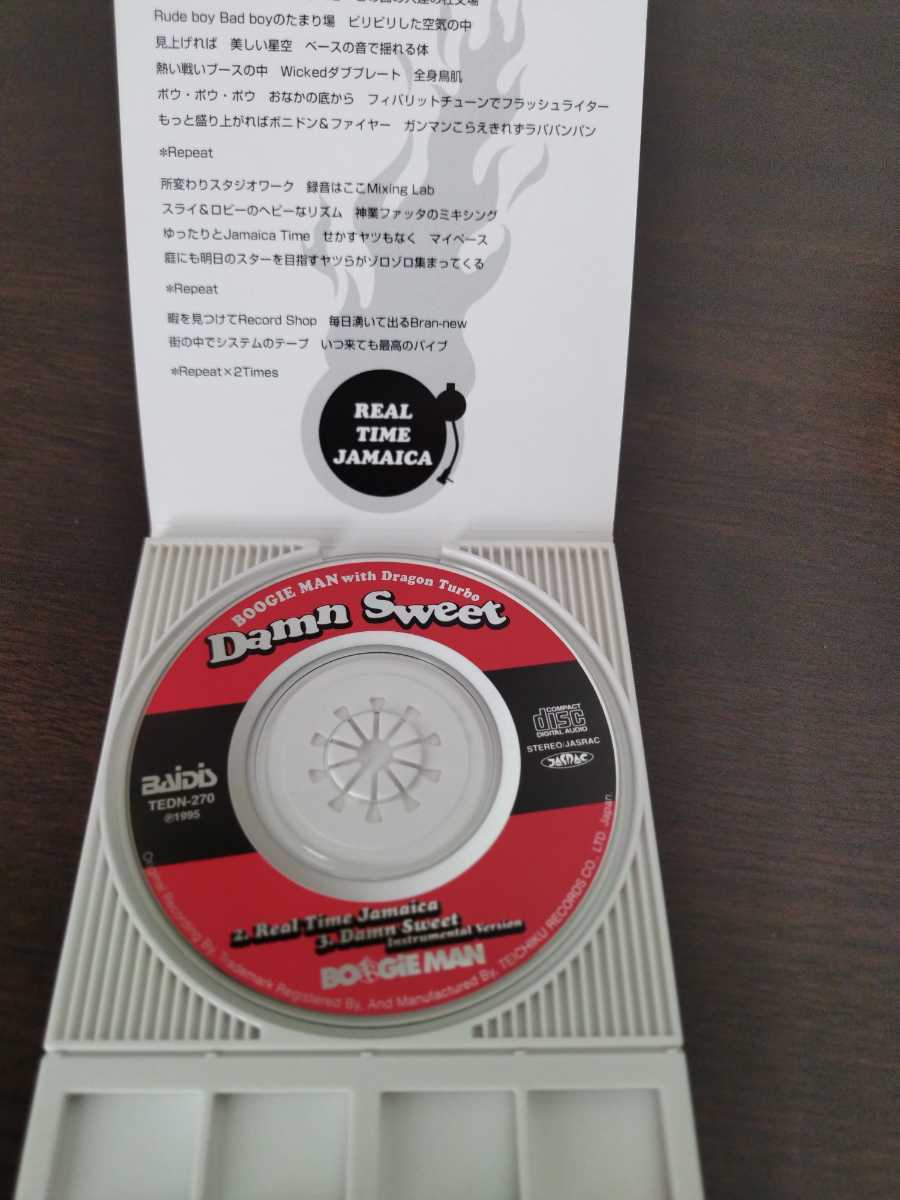 Rude boy Bad boyのたまり場　ビリビリした空気の中
見上げれば　美しい星空　ベースの音で揺れる体
熱い戦いブースの中　Wickedダブプレート　全身鳥肌
ボウ・ボウ・ボウ　おなかの底から　フィバリットチューンでフラッシュライター
もっと盛り上がればボニドン＆ファイヤー　ガンマンこらえきれずラババンバン
＊Repeat
所変わりスタジオワーク　録音はここMixing Lab
スライ＆ロビーのヘビーなリズム　神業ファッタのミキシング
ゆったりとJamaica Time　せかすヤツもなく　マイペース
庭にも明日のスターを目指すヤツらがゾロゾロ集まってくる
＊Repeat
暇を見つけてRecord Shop　毎日湧いて出るBran-new
街の中でシステムのテープ　いつ来ても最高のバイブ
＊Repeat×2Times
REAL
TIME
JAMAICA
BOOGIE MAN with Dragon Turbo
Damn Sweet
COMPACT
disc
DIGITAL AUDIO
STEREO/JASRAC
JASRAC
BAiDiS
TEDN-270
℗1995
2. Real Time Jamaica
3. Damn Sweet
Instrumental Version
BOOGiE MAN
Original Recording By, Trademark Registered By, And Manufactured By, TEICHIKU RECORDS CO., LTD. Japan.